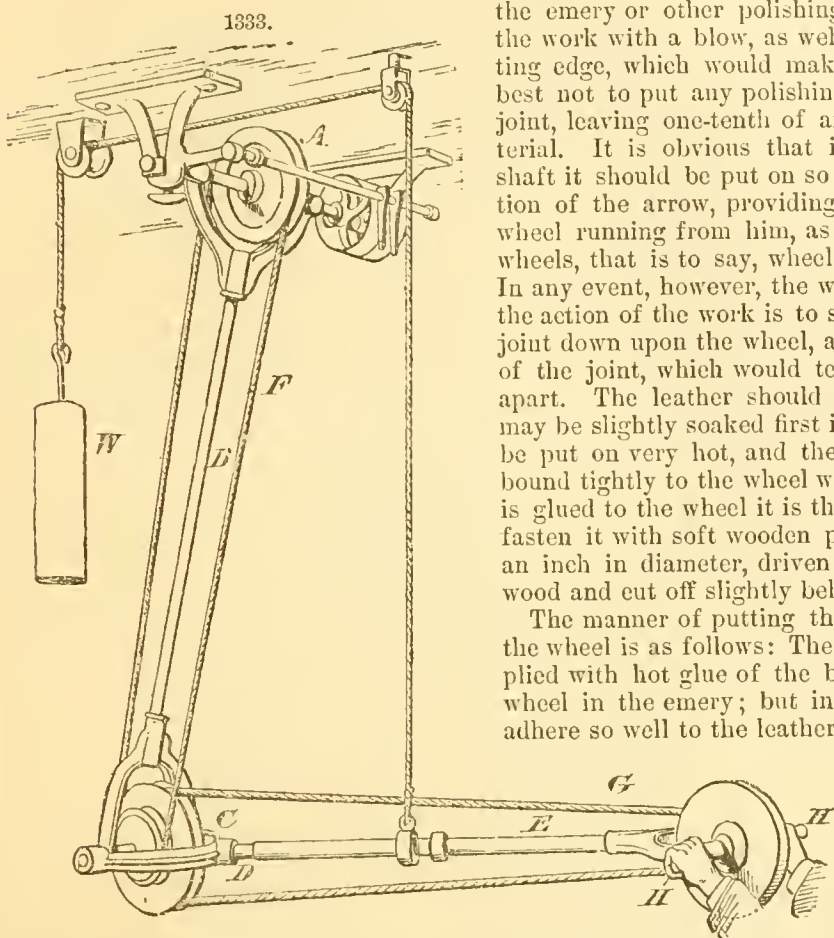 1333.
the emery or other polishing
the work with a blow, as wel
ting edge, which would mak
best not to put any polishin
joint, leaving one-tenth of a
terial. It is obvious that i
shaft it should be put on so
tion of the arrow, providing
wheel running from him, as
wheels, that is to say, wheel
In any event, however, the w
the action of the work is to s
joint down upon the wheel, a
of the joint, which would te
apart. The leather should
may be slightly soaked first i
be put on very hot, and the
bound tightly to the wheel w
is glued to the wheel it is th
fasten it with soft wooden p
an inch in diameter, driven
wood and cut off slightly bel
The manner of putting th
the wheel is as follows: The
plied with hot glue of the b
wheel in the emery; but in
adhere so well to the leather
A
F
W
B
G
C
E
H
D
H